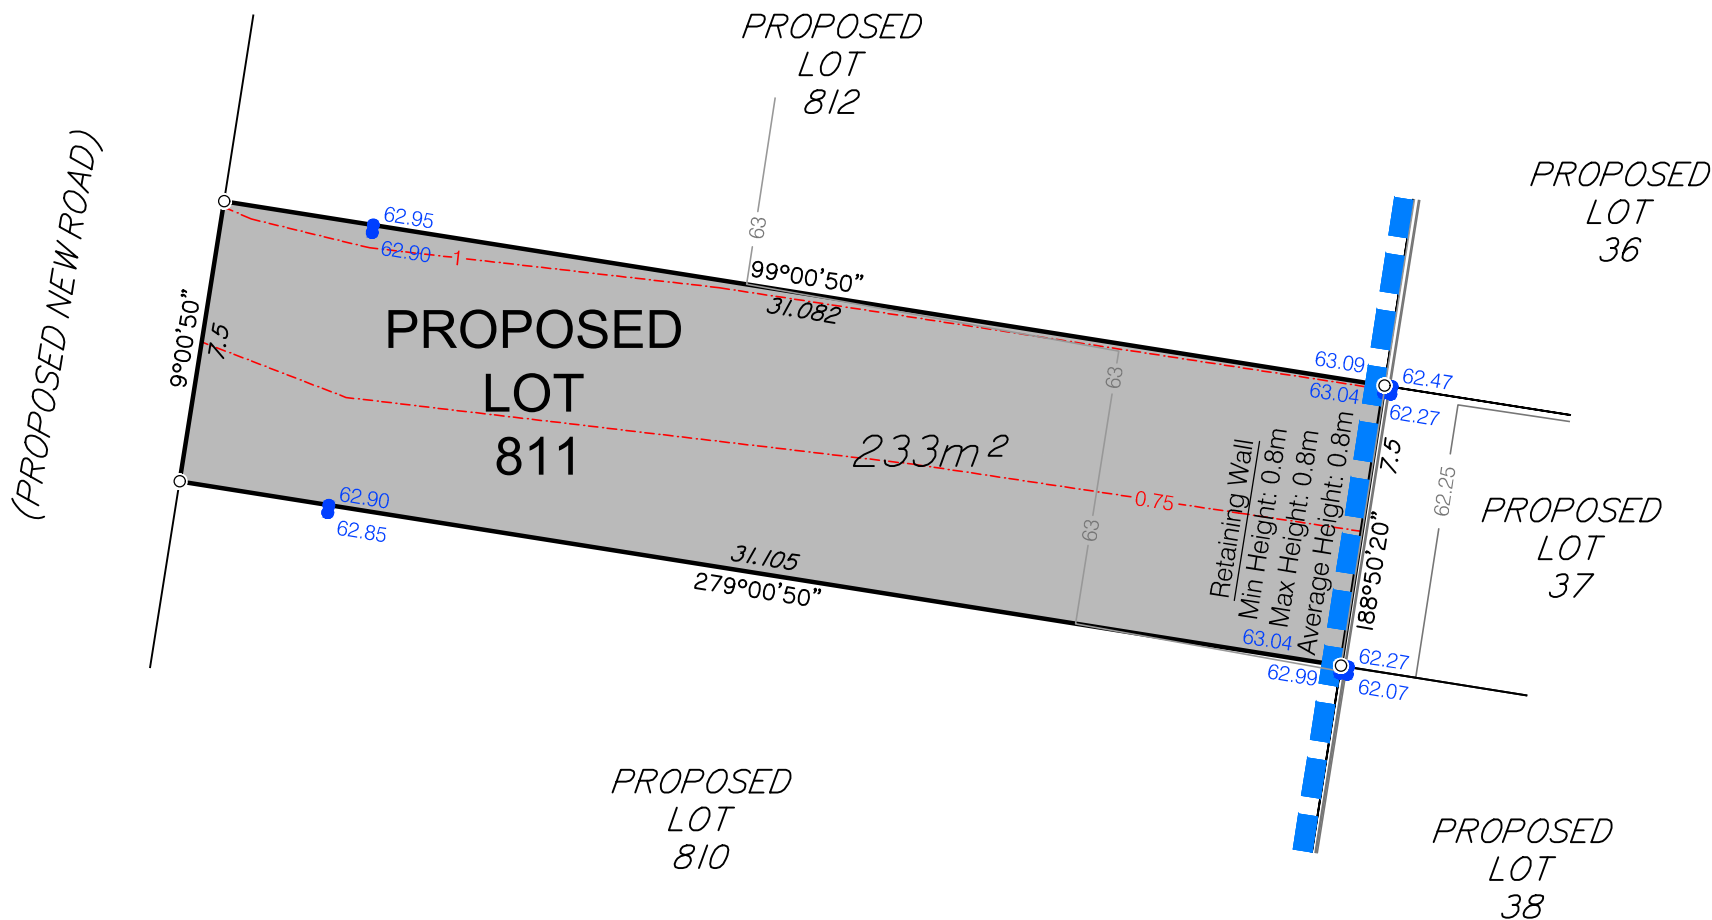 PROPOSED
LOT
812
(PROPOSED NEW ROAD)
PROPOSED
LOT
36
62.95
62.90
1
63
99°00'50"
31.082
PROPOSED
LOT
811
9°00'50"
7.5
233m²
63
63
0.75
63.09
63.04
62.47
62.27
Retaining Wall
Min Height: 0.8m
Max Height: 0.8m
Average Height: 0.8m
7.5
188°50'20"
62.25
PROPOSED
LOT
37
62.90
62.85
31.105
279°00'50"
63.04
62.99
62.27
62.07
PROPOSED
LOT
810
PROPOSED
LOT
38